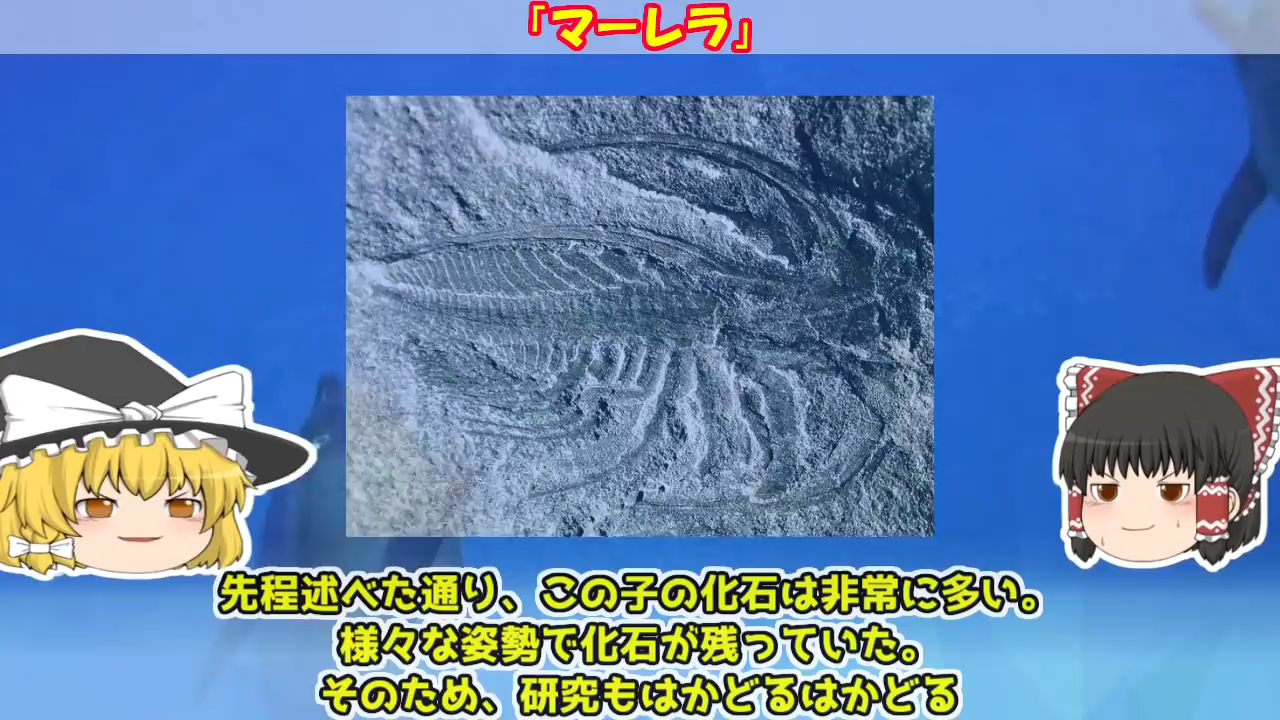 「マーレラ」
先程述べた通り、この子の化石は非常に多い。
様々な姿勢で化石が残っていた。
そのため、研究もはかどるはかどる